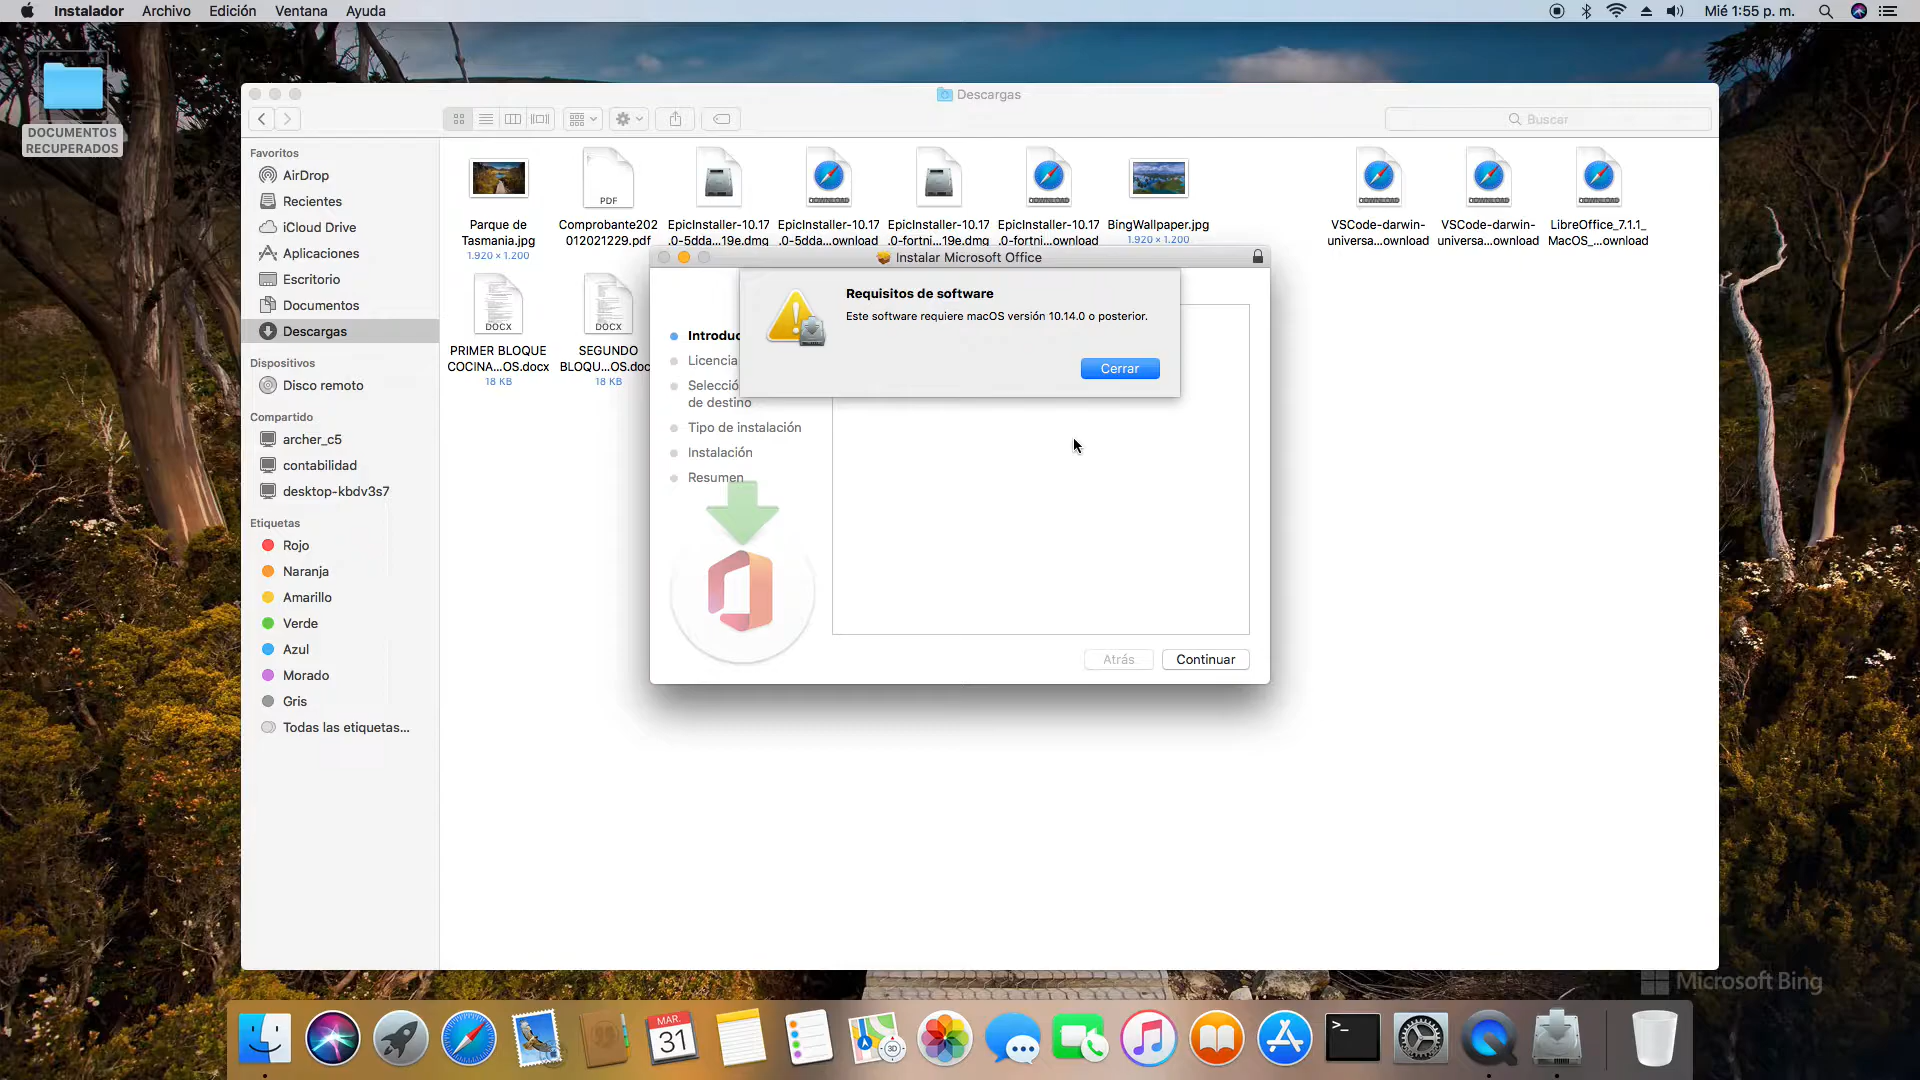 Instalador Archivo Edición Ventana Ayuda
Mié 1:55 p. m.
DOCUMENTOS
RECUPERADOS
Descargas
Buscar
Favoritos
AirDrop
Recientes
iCloud Drive
Aplicaciones
Escritorio
Documentos
Descargas
Dispositivos
Disco remoto
Compartido
archer_c5
contabilidad
desktop-kbdv3s7
Etiquetas
Rojo
Naranja
Amarillo
Verde
Azul
Morado
Gris
Todas las etiquetas...
Parque de
Tasmania.jpg
1.920 × 1.200
PDF
Comprobante202
012021229.pdf
EpicInstaller-10.17
.0-5dda...19e.dmg
DOWNLOAD
EpicInstaller-10.17
.0-5dda...ownload
EpicInstaller-10.17
.0-fortni...19e.dmg
DOWNLOAD
EpicInstaller-10.17
.0-fortni...ownload
BingWallpaper.jpg
1.920 × 1.200
DOWNLOAD
VSCode-darwin-
universa...ownload
DOWNLOAD
VSCode-darwin-
universa...ownload
DOWNLOAD
LibreOffice_7.1.1_
MacOS_...ownload
DOCX
PRIMER BLOQUE
COCINA...OS.docx
18 KB
DOCX
SEGUNDO
BLOQU...OS.doc
18 KB
Instalar Microsoft Office
Requisitos de software
Este software requiere macOS versión 10.14.0 o posterior.
Cerrar
Introduc
Licencia
Selecció
de destino
Tipo de instalación
Instalación
Resumen
Atrás
Continuar
Microsoft Bing
MAR.
31
3D
>_